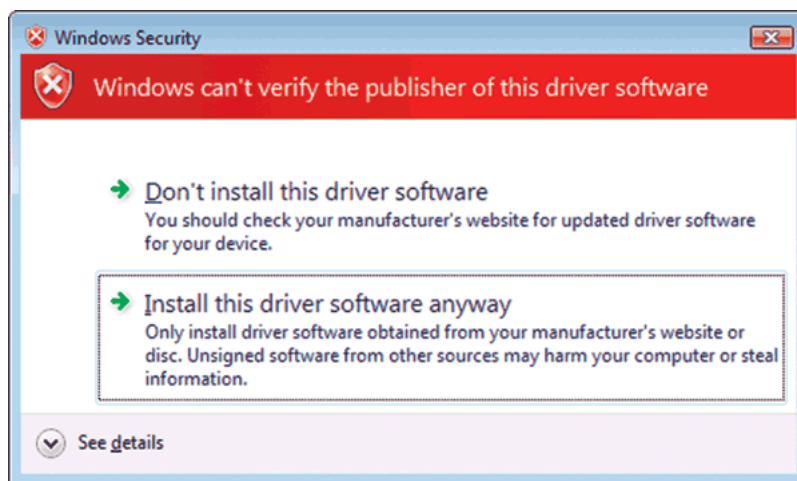 Windows Security
Windows can't verify the publisher of this driver software
Don't install this driver software
You should check your manufacturer's website for updated driver software
for your device.
Install this driver software anyway
Only install driver software obtained from your manufacturer's website or
disc. Unsigned software from other sources may harm your computer or steal
information.
See details